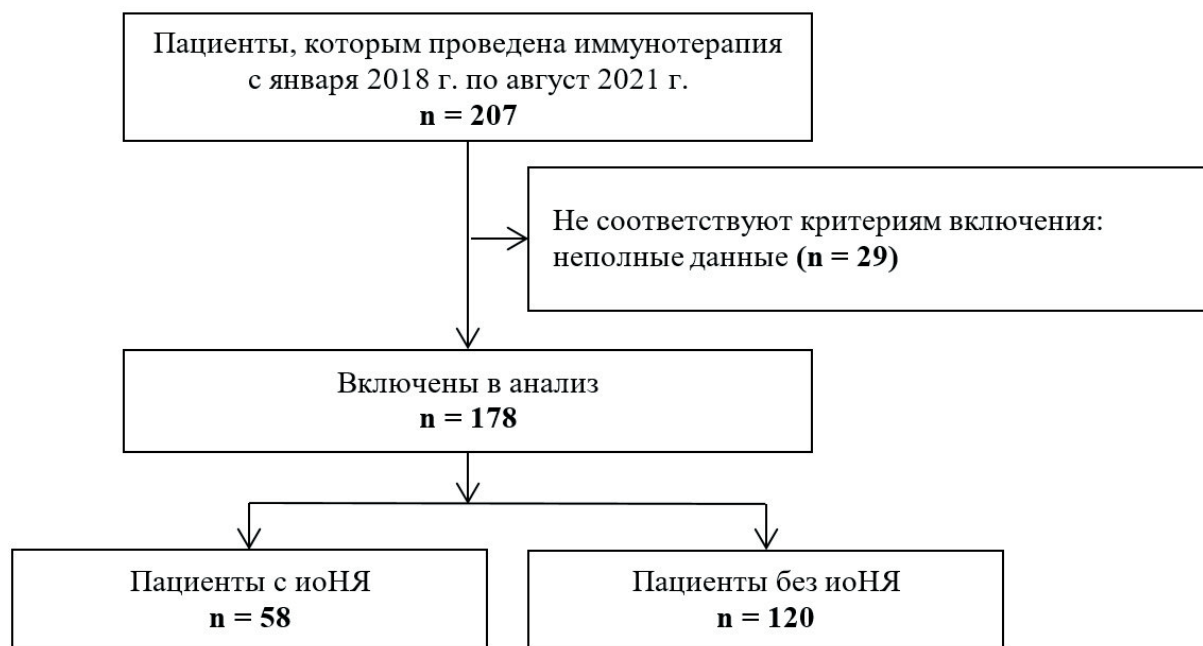 Пациенты, которым проведена иммунотерапия
с января 2018 г. по август 2021 г.
n = 207
Не соответствуют критериям включения:
неполные данные (n = 29)
Включены в анализ
n = 178
Пациенты с иоНЯ
n = 58
Пациенты без иоНЯ
n = 120